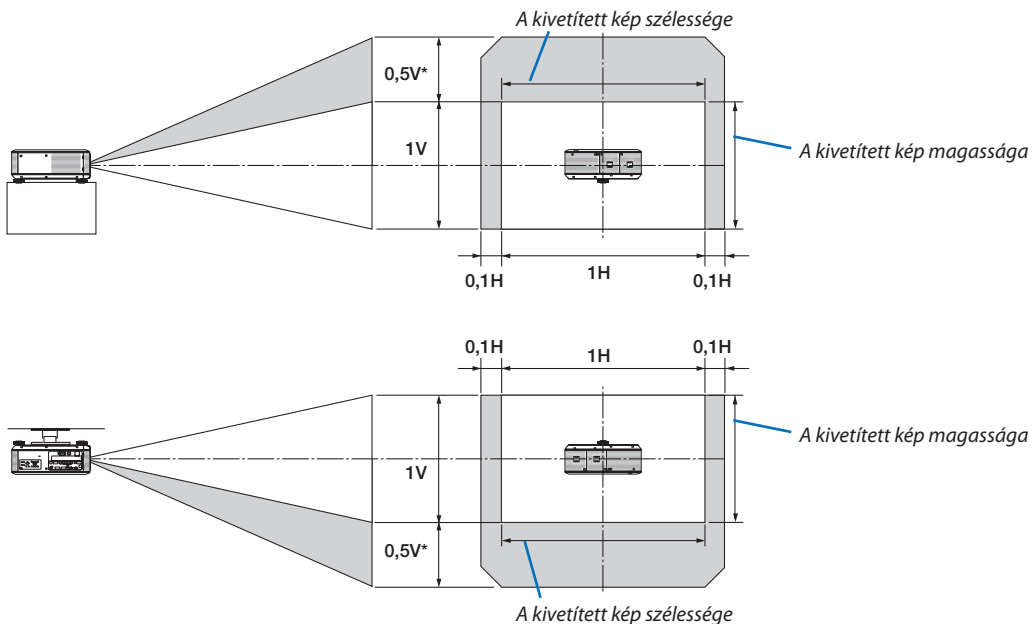 A kivetített kép szélessége
0,5V*
1V
A kivetített kép magassága
0,1H
1H
0,1H
0,1H
1H
0,1H
A kivetített kép magassága
1V
0,5V*
A kivetített kép szélessége